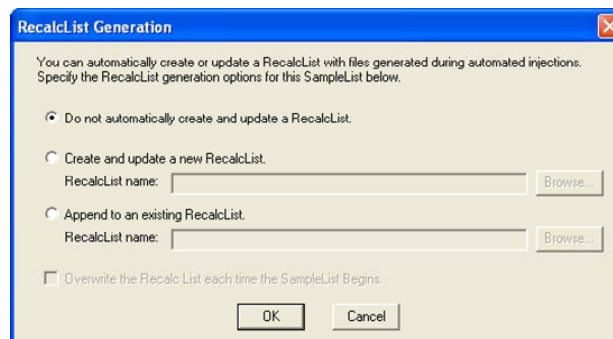 RecalcList Generation
You can automatically create or update a RecalcList with files generated during automated injections.
Specify the RecalcList generation options for this SampleList below.
Do not automatically create and update a RecalcList.
Create and update a new RecalcList.
RecalcList name:
Browse...
Append to an existing RecalcList.
RecalcList name:
Browse...
Overwrite the Recalc List each time the SampleList Begins.
OK
Cancel